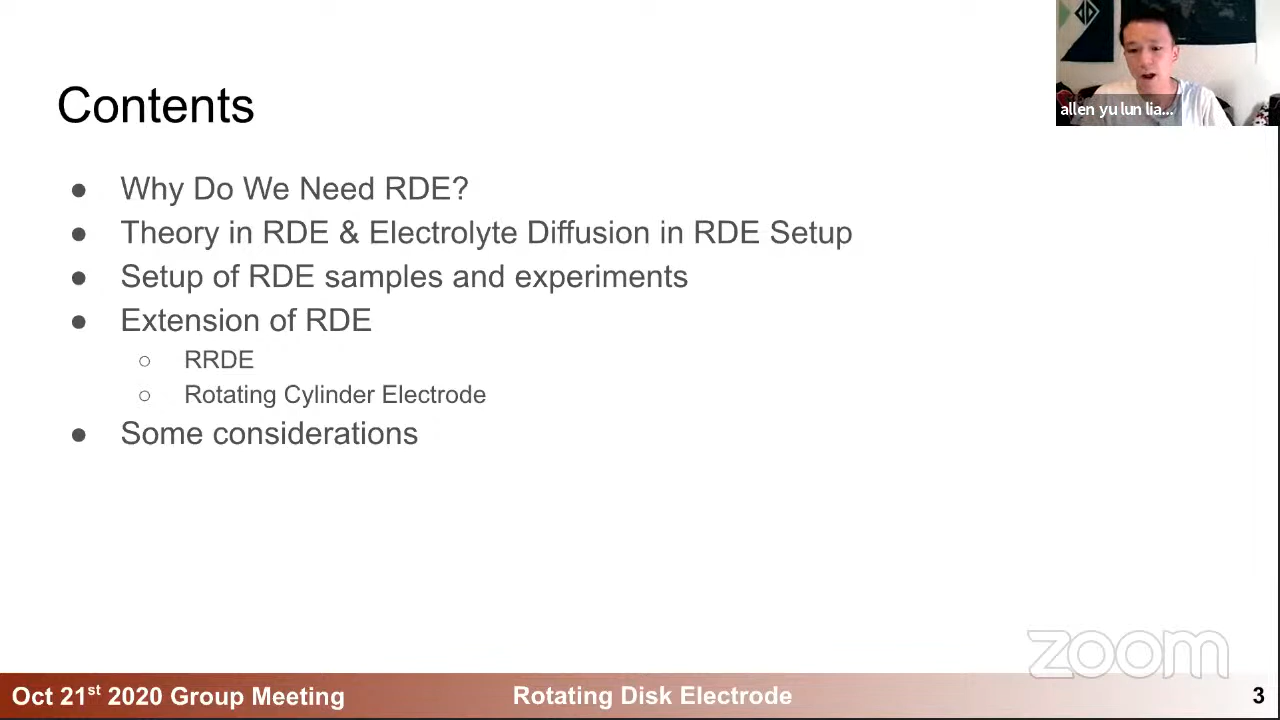 allen yu lun lia...
Contents
● Why Do We Need RDE?
● Theory in RDE & Electrolyte Diffusion in RDE Setup
● Setup of RDE samples and experiments
● Extension of RDE
○ RRDE
○ Rotating Cylinder Electrode
● Some considerations
zoom
Oct 21st 2020 Group Meeting
Rotating Disk Electrode
3